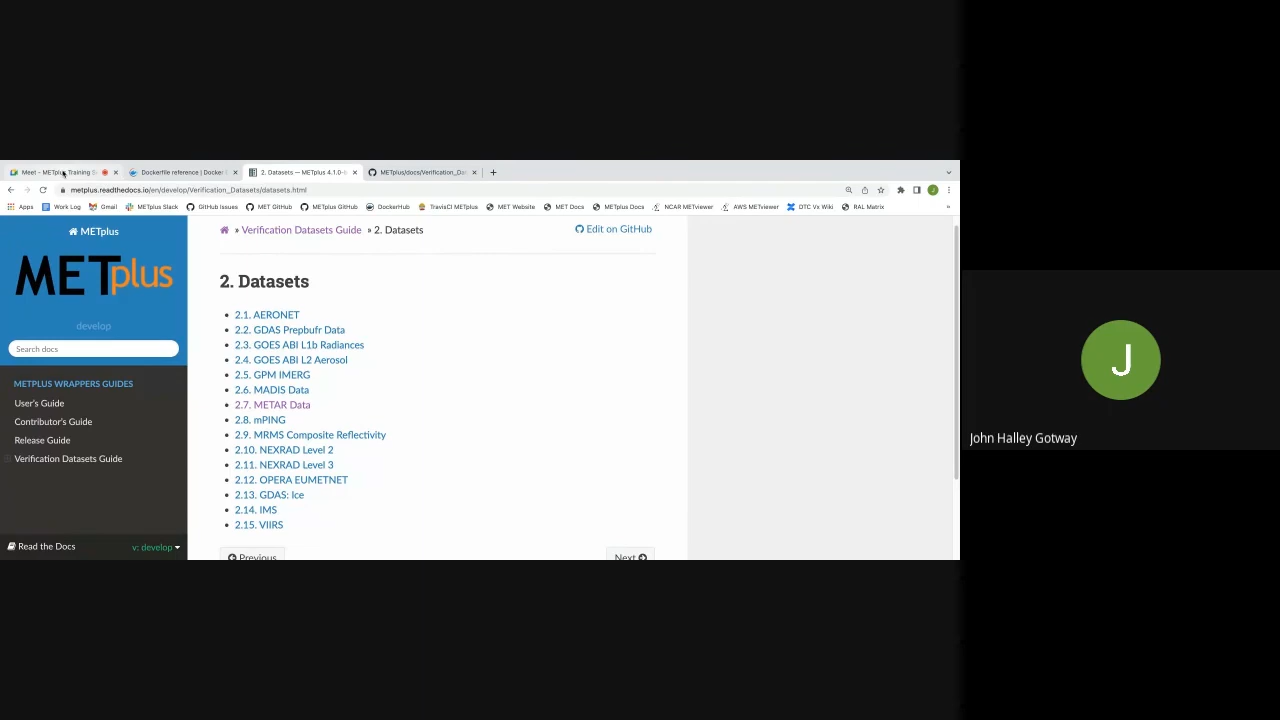 Meet - METplus Training S
Dockerfile reference | Docker
2. Datasets — METplus 4.1.0-
METplus/docs/Verification_Da
metplus.readthedocs.io/en/develop/Verification_Datasets/datasets.html
Apps Work Log Gmail METplus Slack GitHub Issues MET GitHub METplus GitHub DockerHub TravisCI METplus MET Website MET Docs METplus Docs NCAR METviewer AWS METviewer DTC Vx Wiki RAL Matrix »
METplus
METplus
develop
Search docs
METPLUS WRAPPERS GUIDES
User's Guide
Contributor's Guide
Release Guide
Verification Datasets Guide
Read the Docs v: develop
» Verification Datasets Guide » 2. Datasets
Edit on GitHub
2. Datasets
2.1. AERONET
2.2. GDAS Prepbufr Data
2.3. GOES ABI L1b Radiances
2.4. GOES ABI L2 Aerosol
2.5. GPM IMERG
2.6. MADIS Data
2.7. METAR Data
2.8. mPING
2.9. MRMS Composite Reflectivity
2.10. NEXRAD Level 2
2.11. NEXRAD Level 3
2.12. OPERA EUMETNET
2.13. GDAS: Ice
2.14. IMS
2.15. VIIRS
Previous
Next
J
John Halley Gotway